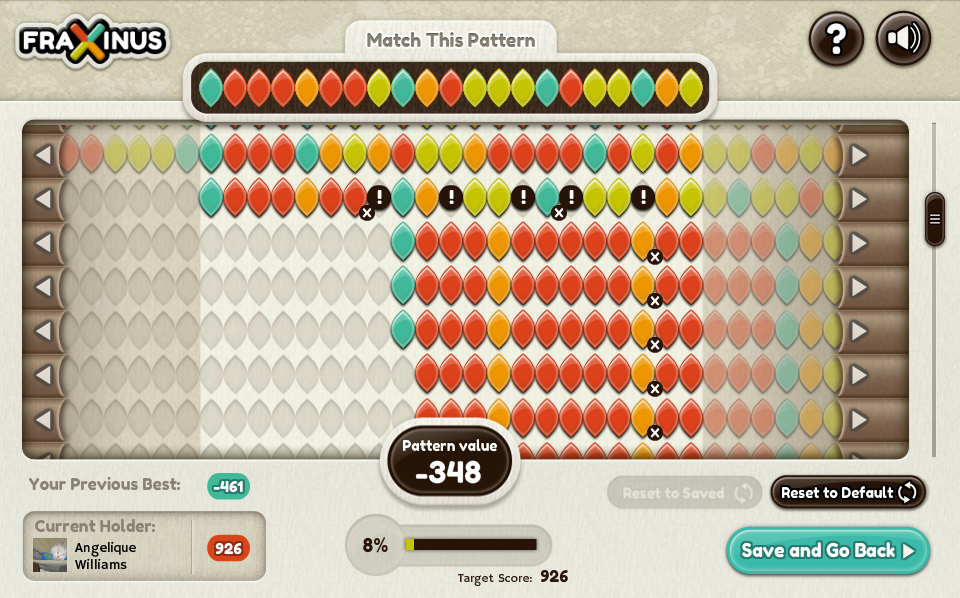 FRAXINUS
Match This Pattern
?
! ! ! ! !
Pattern value
-348
Your Previous Best: -461
Reset to Saved
Reset to Default
Current Holder:
Angelique
Williams
926
8%
Save and Go Back
Target Score: 926